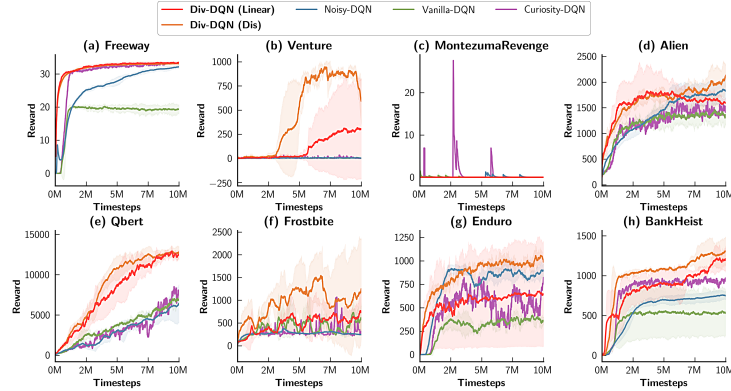 Div-DQN (Linear) Noisy-DQN Vanilla-DQN Curiosity-DQN
Div-DQN (Dis)
(a) Freeway
(b) Venture
(c) MontezumaRevenge
(d) Alien
30
20
10
0
Reward
0M 2M 5M 7M 10M
Timesteps
1000
750
500
250
0
−250
Reward
0M 2M 5M 7M 10M
Timesteps
20
10
0
Reward
0M 2M 5M 7M 10M
Timesteps
2500
2000
1500
1000
500
0
Reward
0M 2M 5M 7M 10M
Timesteps
(e) Qbert
(f) Frostbite
(g) Enduro
(h) BankHeist
15000
10000
5000
0
Reward
0M 2M 5M 7M 10M
Timesteps
2500
2000
1500
1000
500
0
Reward
0M 2M 5M 7M 10M
Timesteps
1250
1000
750
500
250
0
Reward
0M 2M 5M 7M 10M
Timesteps
1500
1000
500
0
Reward
0M 2M 5M 7M 10M
Timesteps